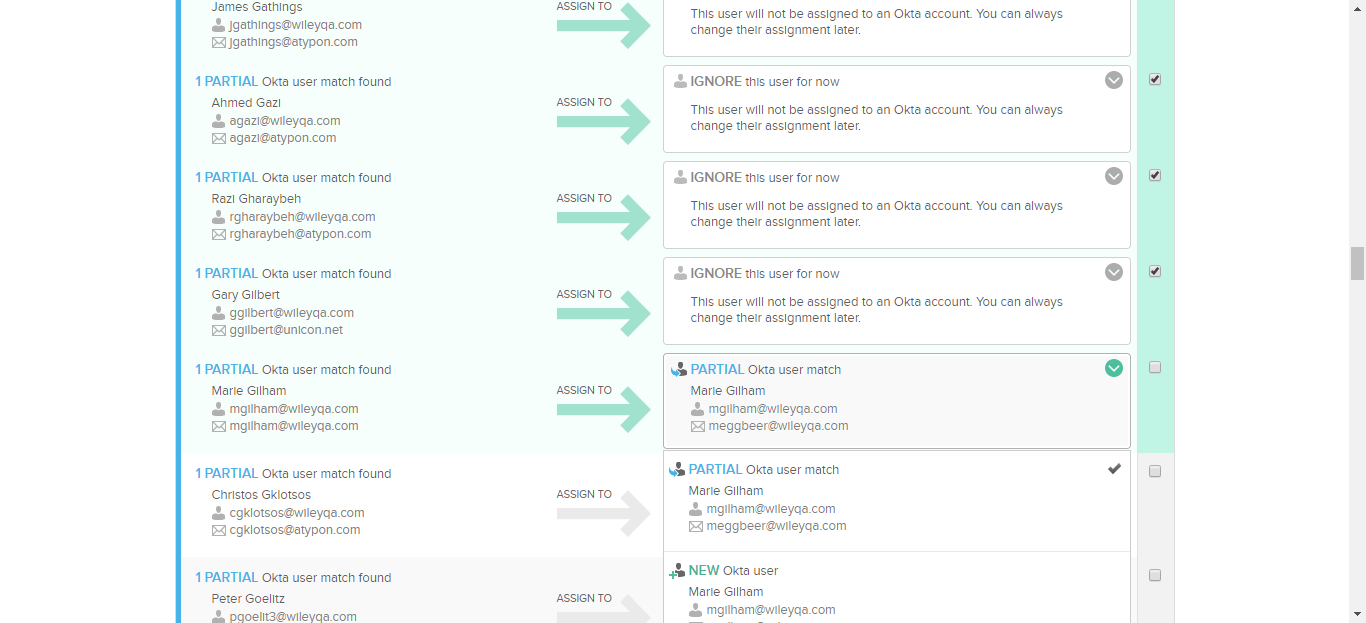 James Gathings
jgathings@wileyqa.com
jgathings@atypon.com
ASSIGN TO
This user will not be assigned to an Okta account. You can always
change their assignment later.
1 PARTIAL Okta user match found
Ahmed Gazi
agazi@wileyqa.com
agazi@atypon.com
ASSIGN TO
IGNORE this user for now
This user will not be assigned to an Okta account. You can always
change their assignment later.
1 PARTIAL Okta user match found
Razi Gharaybeh
rgharaybeh@wileyqa.com
rgharaybeh@atypon.com
ASSIGN TO
IGNORE this user for now
This user will not be assigned to an Okta account. You can always
change their assignment later.
1 PARTIAL Okta user match found
Gary Gilbert
ggilbert@wileyqa.com
ggilbert@unicon.net
ASSIGN TO
IGNORE this user for now
This user will not be assigned to an Okta account. You can always
change their assignment later.
1 PARTIAL Okta user match found
Marie Gilham
mgilham@wileyqa.com
mgilham@wileyqa.com
ASSIGN TO
PARTIAL Okta user match
Marie Gilham
mgilham@wileyqa.com
meggbeer@wileyqa.com
1 PARTIAL Okta user match found
Christos Gklotsos
cgklotsos@wileyqa.com
cgklotsos@atypon.com
ASSIGN TO
PARTIAL Okta user match
Marie Gilham
mgilham@wileyqa.com
meggbeer@wileyqa.com
1 PARTIAL Okta user match found
Peter Goelitz
pgoelit3@wileyqa.com
ASSIGN TO
NEW Okta user
Marie Gilham
mgilham@wileyqa.com